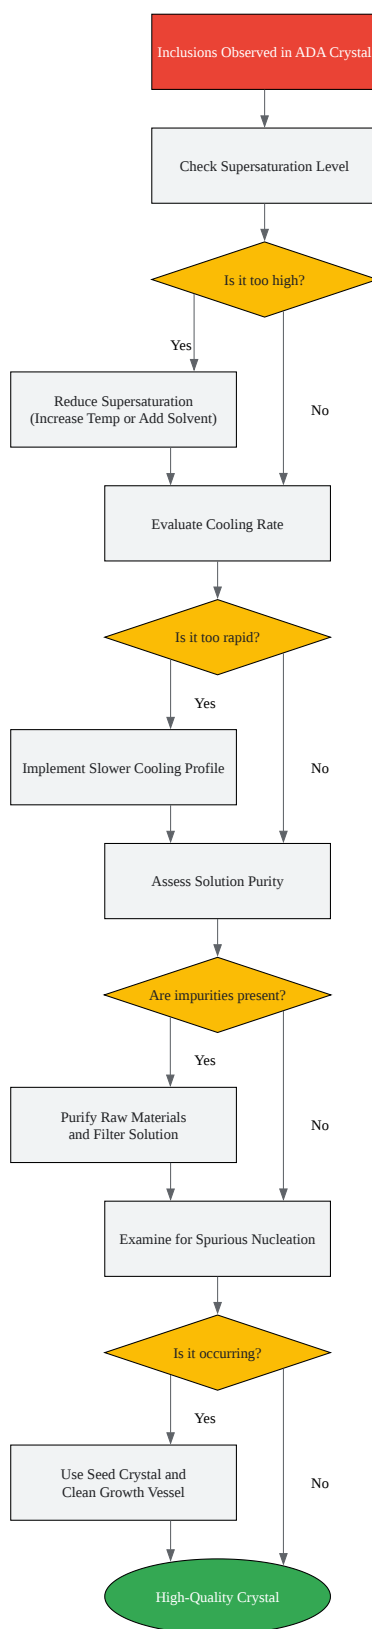 Inclusions Observed in ADA Crystal
Check Supersaturation Level
Is it too high?
Yes
Reduce Supersaturation
(Increase Temp or Add Solvent)
No
Evaluate Cooling Rate
Is it too rapid?
Yes
Implement Slower Cooling Profile
No
Assess Solution Purity
Are impurities present?
Yes
Purify Raw Materials
and Filter Solution
No
Examine for Spurious Nucleation
Is it occurring?
Yes
Use Seed Crystal and
Clean Growth Vessel
No
High-Quality Crystal